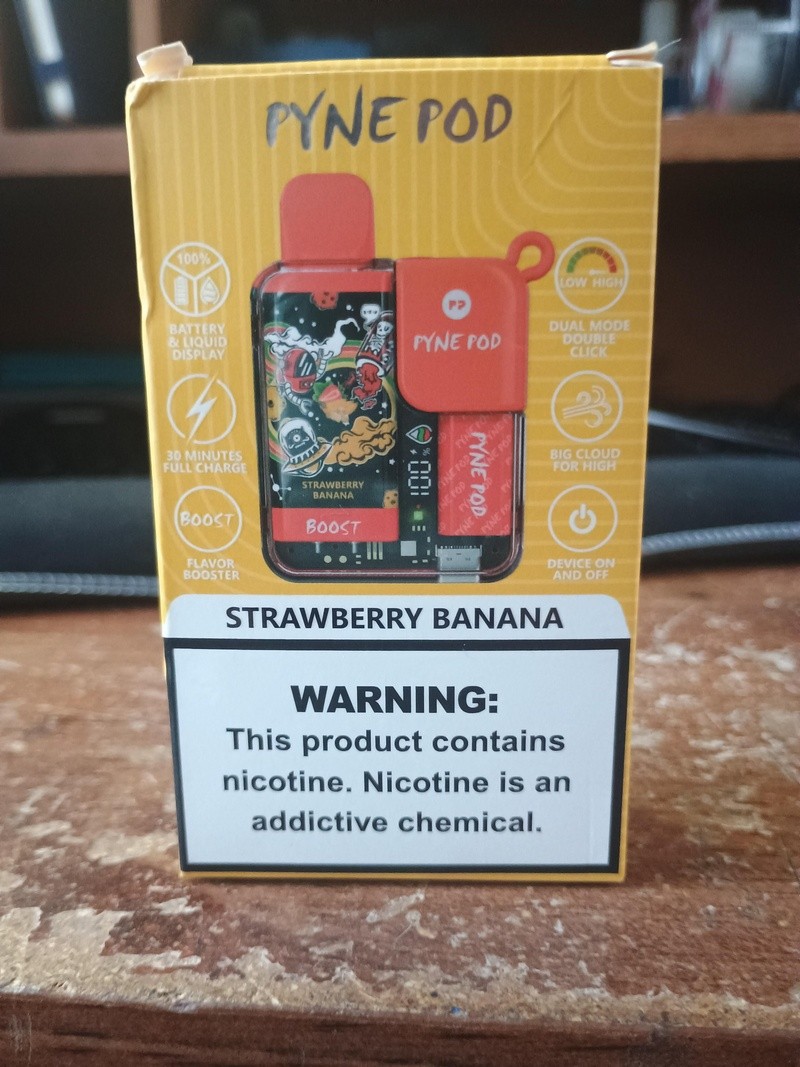 PYNE POD
100%
BATTERY
& LIQUID
DISPLAY
30 MINUTES
FULL CHARGE
BOOST
FLAVOR
BOOSTER
STRAWBERRY
BANANA
BOOST
PP
PYNE POD
100
%
PYNE POD
LOW HIGH
DUAL MODE
DOUBLE
CLICK
BIG CLOUD
FOR HIGH
DEVICE ON
AND OFF
STRAWBERRY BANANA
WARNING:
This product contains
nicotine. Nicotine is an
addictive chemical.